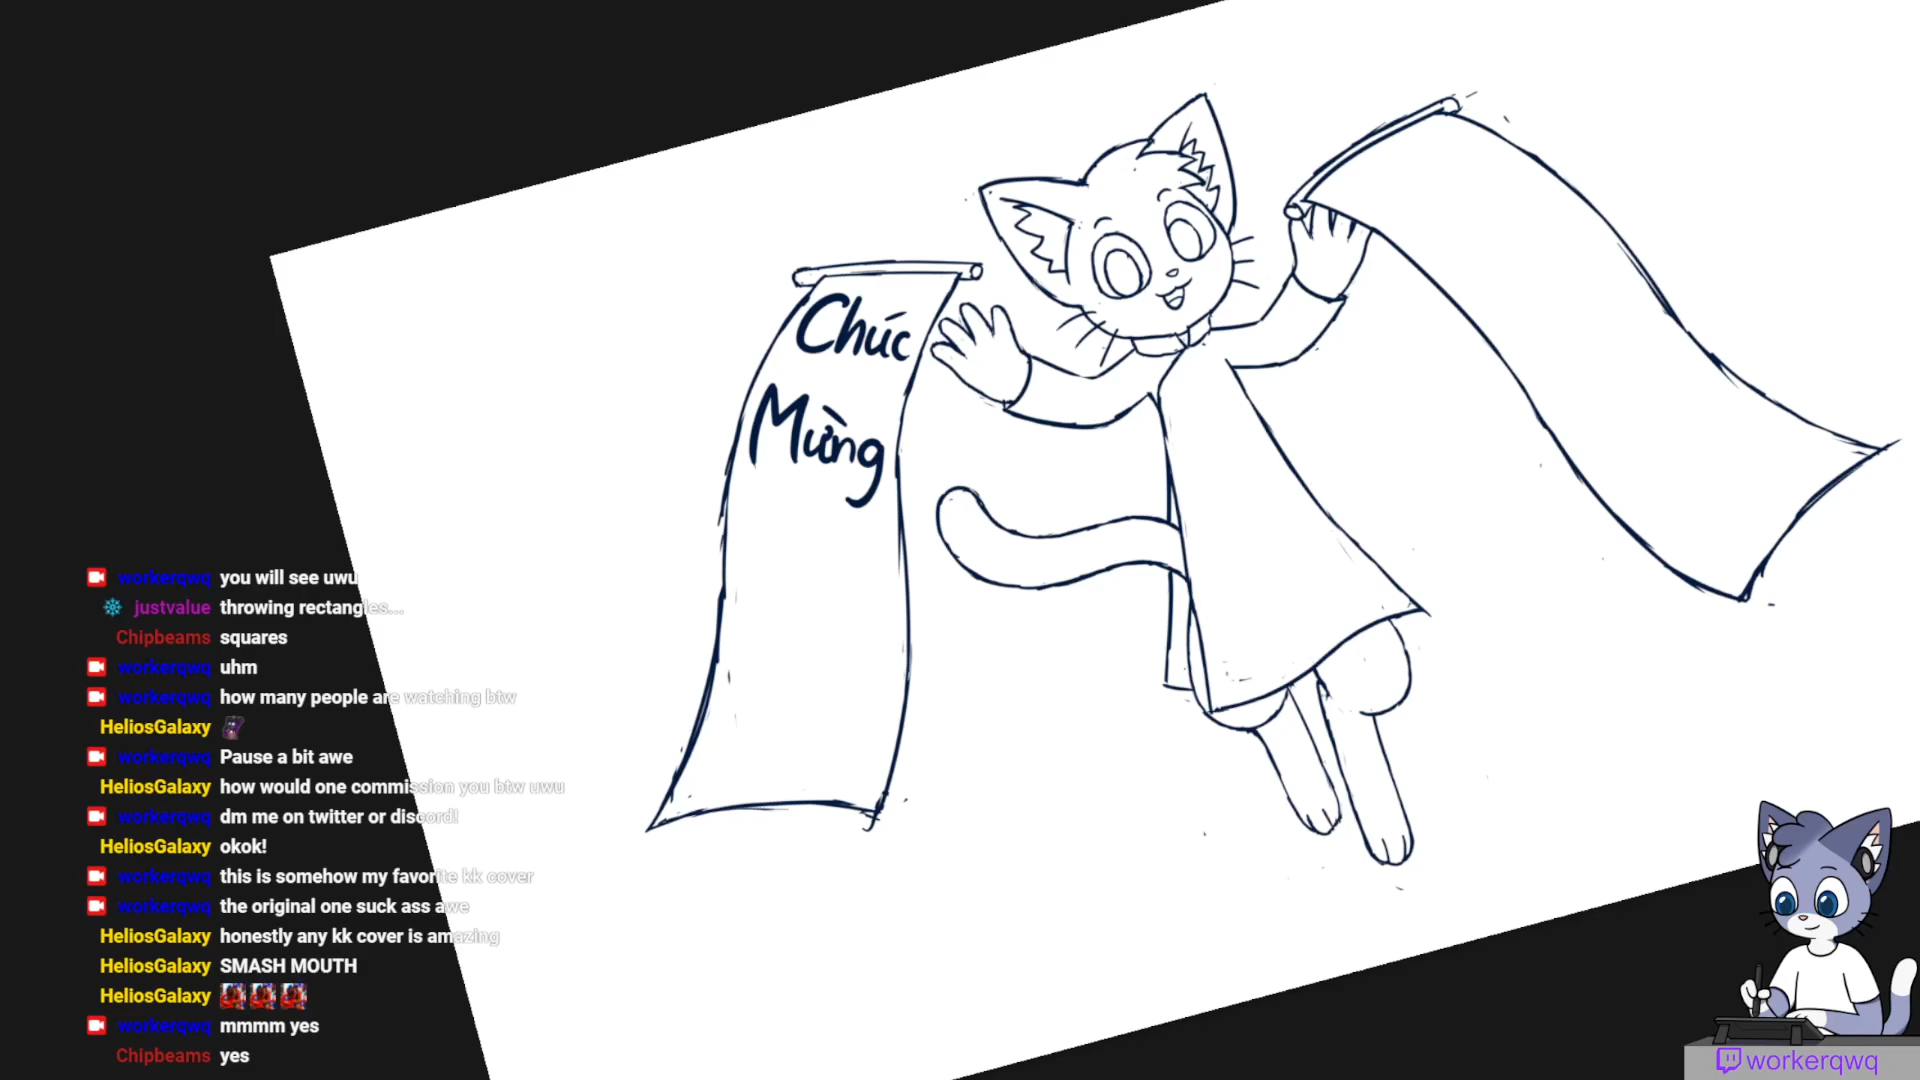 Chúc
Mừng
workerqwq you will see uwu
justvalue throwing rectangles...
Chipbeams squares
workerqwq uhm
workerqwq how many people are watching btw
HeliosGalaxy
workerqwq Pause a bit awe
HeliosGalaxy how would one commission you btw uwu
workerqwq dm me on twitter or discord!
HeliosGalaxy okok!
workerqwq this is somehow my favorite kk cover
workerqwq the original one suck ass awe
HeliosGalaxy honestly any kk cover is amazing
HeliosGalaxy SMASH MOUTH
HeliosGalaxy
workerqwq mmmm yes
Chipbeams yes
workerqwq